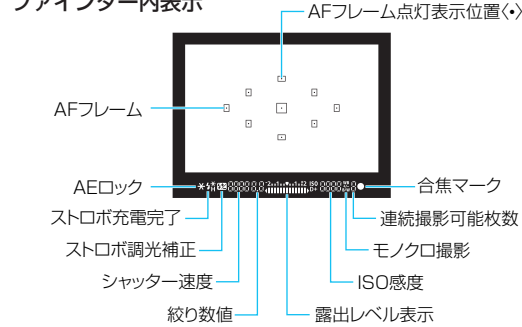 ファインダー内表示
AFフレーム点灯表示位置〈•〉
AFフレーム
AEロック
合焦マーク
ストロボ充電完了
連続撮影可能枚数
ストロボ調光補正
モノクロ撮影
シャッター速度
ISO感度
絞り数値
露出レベル表示